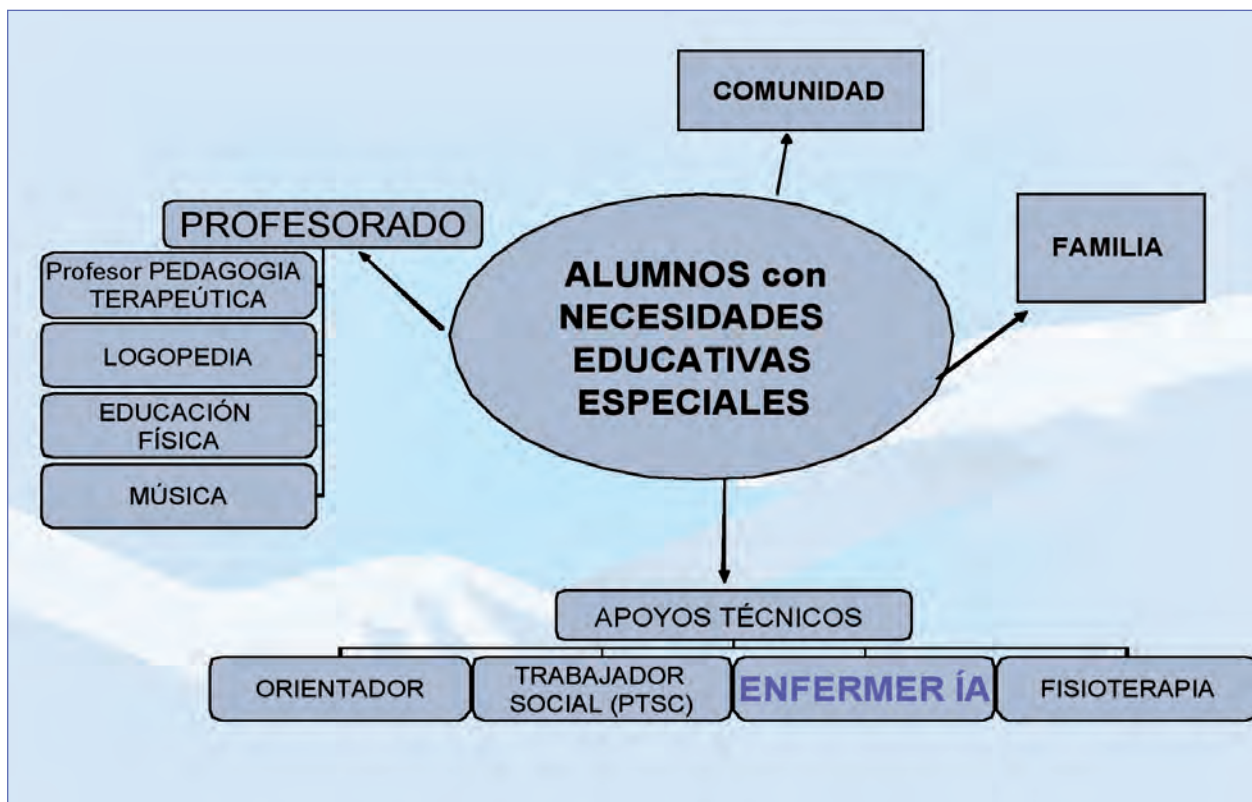 COMUNIDAD
PROFESORADO
FAMILIA
Profesor PEDAGOGIA
TERAPEÚTICA
LOGOPEDIA
EDUCACIÓN
FÍSICA
MÚSICA
ALUMNOS con
NECESIDADES
EDUCATIVAS
ESPECIALES
APOYOS TÉCNICOS
ORIENTADOR
TRABAJADOR
SOCIAL (PTSC)
ENFERMER ÍA
FISIOTERAPIA